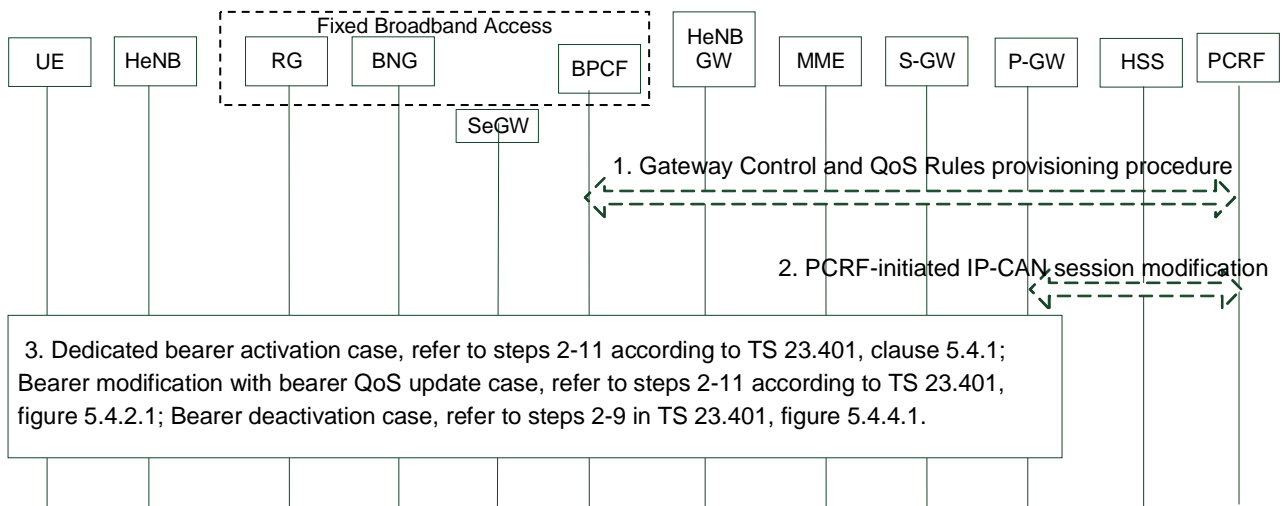 Fixed Broadband Access
UE
HeNB
RG
BNG
BPCF
HeNB
GW
MME
S-GW
P-GW
HSS
PCRF
SeGW
1. Gateway Control and QoS Rules provisioning procedure
2. PCRF-initiated IP-CAN session modification
3. Dedicated bearer activation case, refer to steps 2-11 according to TS 23.401, clause 5.4.1;
Bearer modification with bearer QoS update case, refer to steps 2-11 according to TS 23.401,
figure 5.4.2.1; Bearer deactivation case, refer to steps 2-9 in TS 23.401, figure 5.4.4.1.